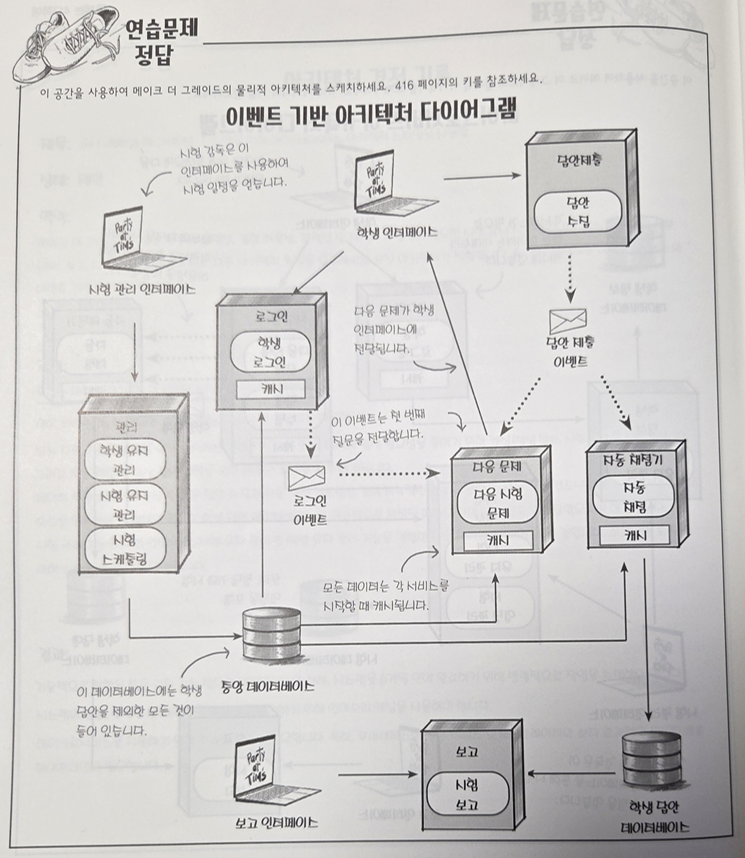 연습문제
정답
이 공간을 사용하여 메이크 더 그레이드의 물리적 아키텍처를 스케치하세요. 416 페이지의 키를 참조하세요.
이벤트 기반 아키텍처 다이어그램
시험 감독은 이
인터페이스를 사용하여
시험 일정을 얻습니다.
Party
of
Tims
시험 관리 인터페이스
Party
of
Tims
학생 인터페이스
답안제출
답안
수집
로그인
학생
로그인
캐시
다음 문제가 학생
인터페이스에
전달됩니다.
답안 제출
이벤트
관리
학생 유지
관리
시험 유지
관리
시험
스케줄링
이 이벤트는 첫 번째
질문을 전달합니다.
로그인
이벤트
다음 문제
다음 시험
문제
캐시
자동 채점기
자동
채점
캐시
모든 데이터는 각 서비스를
시작할 때 캐시됩니다.
이 데이터베이스에는 학생
답안을 제외한 모든 것이
들어 있습니다.
통영 데이터베이스
Party
of
Tims
보고 인터페이스
보고
시험
보고
학생 답안
데이터베이스